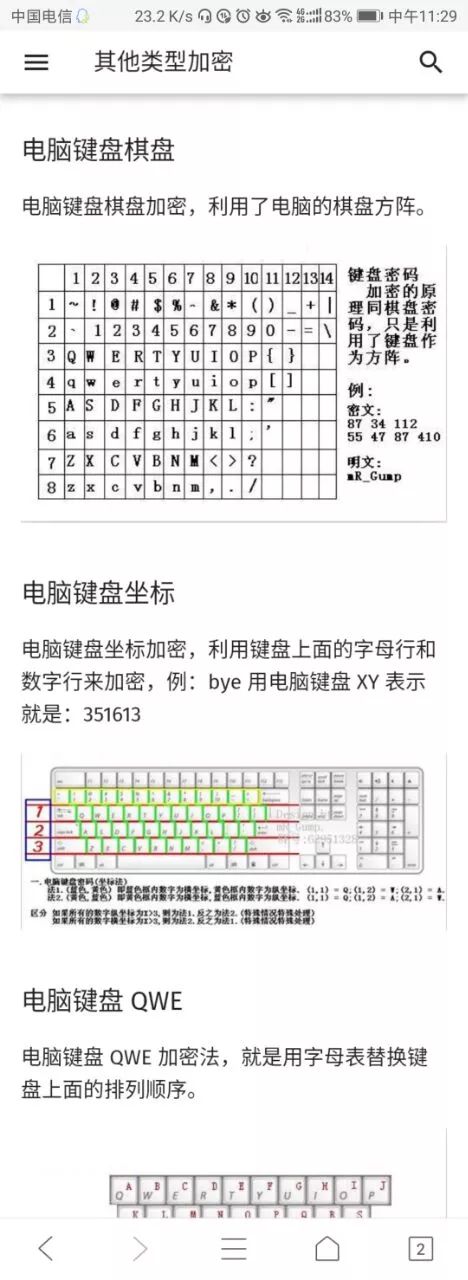 中国电信 23.2 K/s 83% 中午11:29
其他类型加密
电脑键盘棋盘
电脑键盘棋盘加密，利用了电脑的棋盘方阵。
1 2 3 4 5 6 7 8 9 10 11 12 13 14
1 ~ ! @ # $ % ^ & * ( ) _ + |
2 ` 1 2 3 4 5 6 7 8 9 0 - = \
3 Q W E R T Y U I O P { }
4 q w e r t y u i o p [ ]
5 A S D F G H J K L : "
6 a s d f g h j k l ; '
7 Z X C V B N M < > ?
8 z x c v b n m , . /
键盘密码
加密的原
理同棋盘密
码，只是利
用了键盘作
为方阵。
例：
密文：
87 34 112
55 47 87 410
明文：
mR_Gump
电脑键盘坐标
电脑键盘坐标加密，利用键盘上面的字母行和
数字行来加密，例：bye 用电脑键盘 XY 表示
就是：351613
1
2
3
mR_Gump.
一.电脑键盘密码(坐标法)
法1.(蓝色,黄色) 即蓝色框内数字为横坐标,黄色框内数字为纵坐标. (1,1) = Q;(1,2) = W;(2,1) = A.
法2.(黄色,蓝色) 即黄色框内数字为横坐标,蓝色框内数字为纵坐标. (1,1) = Q;(1,2) = A;(2,1) = W.
区分 如果所有的数字纵坐标为X>3,则为法1.反之为法2.(特殊情况特殊处理)
如果所有的数字横坐标为X>3,则为法2.反之为法1.(特殊情况特殊处理)
电脑键盘 QWE
电脑键盘 QWE 加密法，就是用字母表替换键
盘上面的排列顺序。
A B C D E F G H I J
Q W E R T Y U I O P
K L M N O P Q R S
2